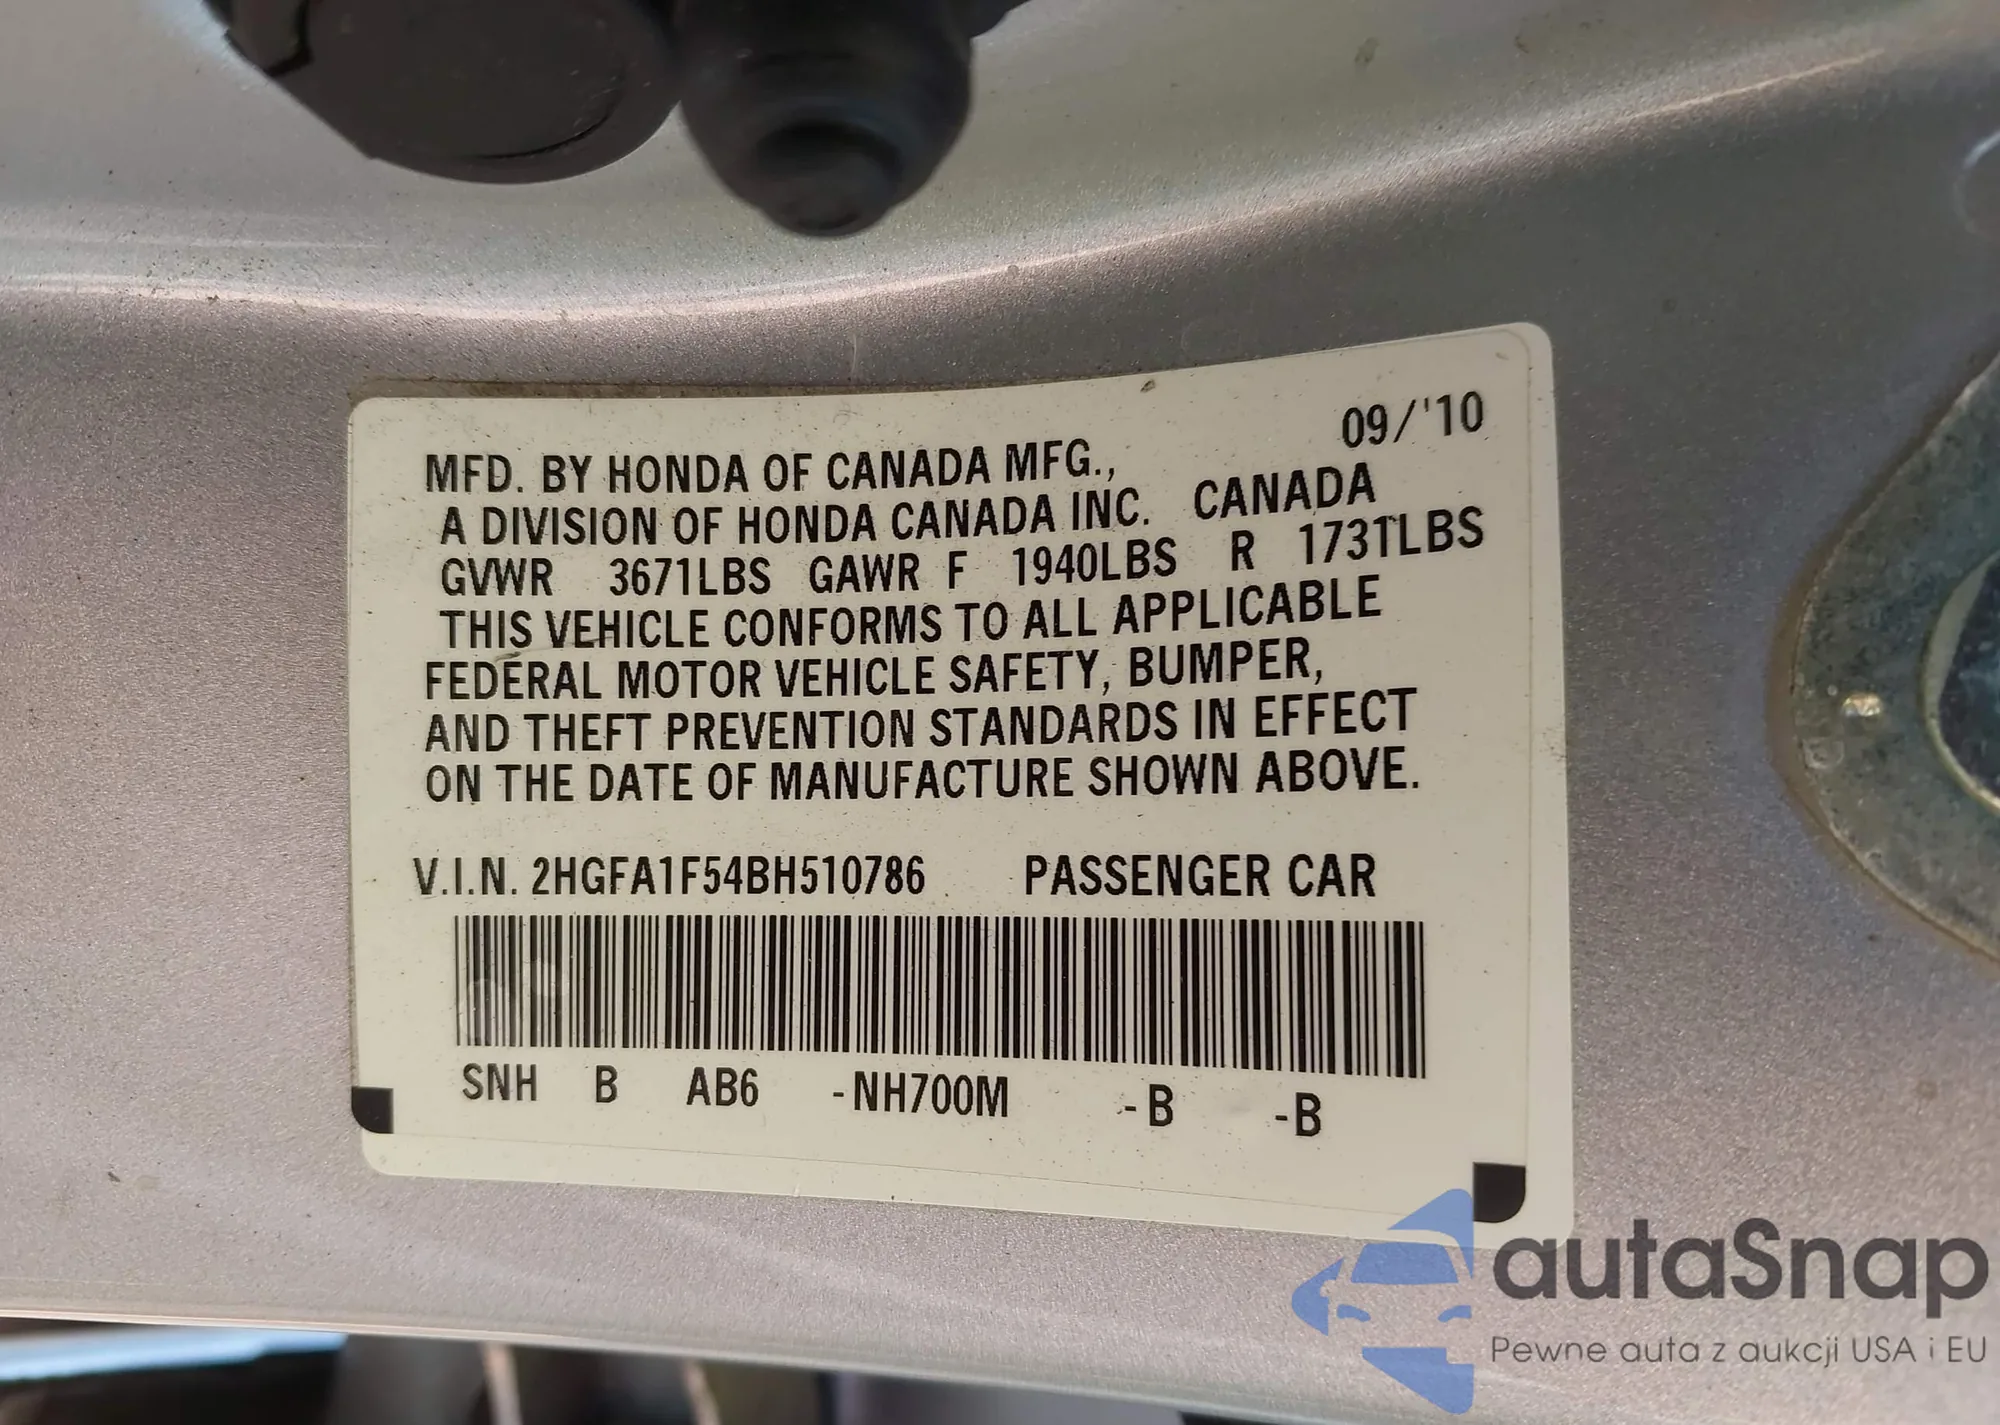 09/'10
MFD. BY HONDA OF CANADA MFG.,
A DIVISION OF HONDA CANADA INC. CANADA
GVWR 3671LBS GAWR F 1940LBS R 1731LBS
THIS VEHICLE CONFORMS TO ALL APPLICABLE
FEDERAL MOTOR VEHICLE SAFETY, BUMPER,
AND THEFT PREVENTION STANDARDS IN EFFECT
ON THE DATE OF MANUFACTURE SHOWN ABOVE.
V.I.N. 2HGFA1F54BH510786 PASSENGER CAR
SNH B AB6 -NH700M -B -B
autaSnap
Pewne auta z aukcji USA i EU